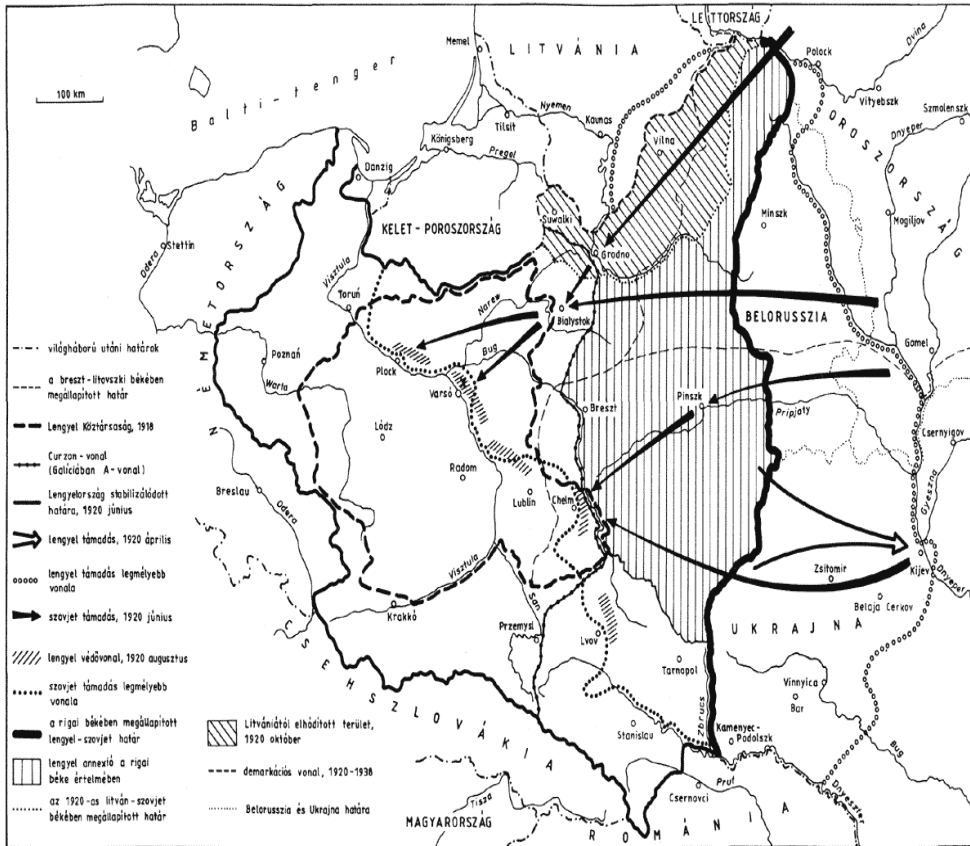 LETTORSZÁG
Memel
LITVÁNIA
Polock
Dvina
100 km
Balti-tenger
Vityebszk
Nyemen
Szmolenszk
Tilsit
Kaunas
Dnyeper
Königsberg
Pregel
Vilna
OROSZORSZÁG
Danzig
Suwalki
Minszk
Mogiljov
KELET-POROSZORSZÁG
Stettin
Odera
Grodno
Visztula
NÉMETORSZÁG
Toruń
Narew
Bialystok
BELORUSSZIA
Gomel
Poznań
Bug
Plock
Warta
Varsó
Breszt
Pinszk
Pripjaty
Csernyigov
Lódz
Radom
Breslau
Odera
Lublin
Chelm
Gyeszna
Zsitomir
Kijev
Dnyeper
Visztula
Krakkó
San
Belaja Cerkov
Przemysl
UKRAJNA
Lvov
Tarnopol
Vinnyica
Bar
CSEHSZLOVÁKIA
Zbrucs
Kamenyec-
Podolszk
Stanislau
Bug
Prut
Csernovci
Dnyeszter
Tisza
MAGYARORSZÁG
ROMÁNIA
világháború utáni határok
a breszt-litovszki békében
megállapított határ
Lengyel Köztársaság, 1918
Curzon-vonal
(Galíciában A-vonal)
Lengyelország stabilizálódott
határa, 1920 június
lengyel támadás, 1920 április
lengyel támadás legmélyebb
vonala
szovjet támadás, 1920 június
lengyel védővonal, 1920 augusztus
szovjet támadás legmélyebb
vonala
a rigai békében megállapított
lengyel-szovjet határ
lengyel annexió a rigai
béke értelmében
az 1920-as litván-szovjet
békében megállapított határ
Litvániától elhódított terület,
1920 október
demarkációs vonal, 1920-1938
Belorusszia és Ukrajna határa